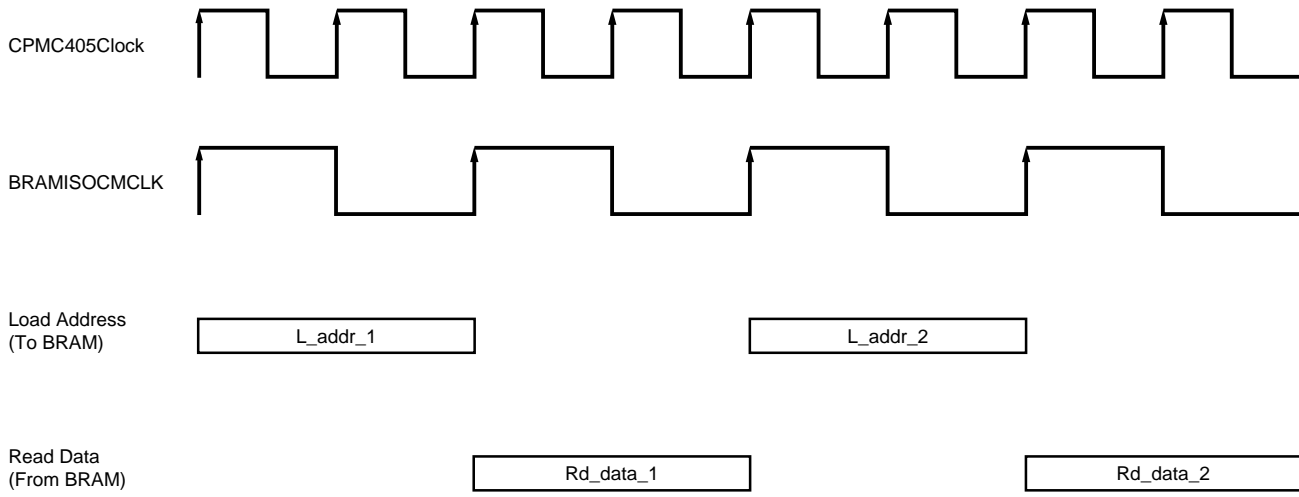 CPMC405Clock
BRAMISOCMCLK
Load Address
(To BRAM)
L_addr_1
L_addr_2
Read Data
(From BRAM)
Rd_data_1
Rd_data_2